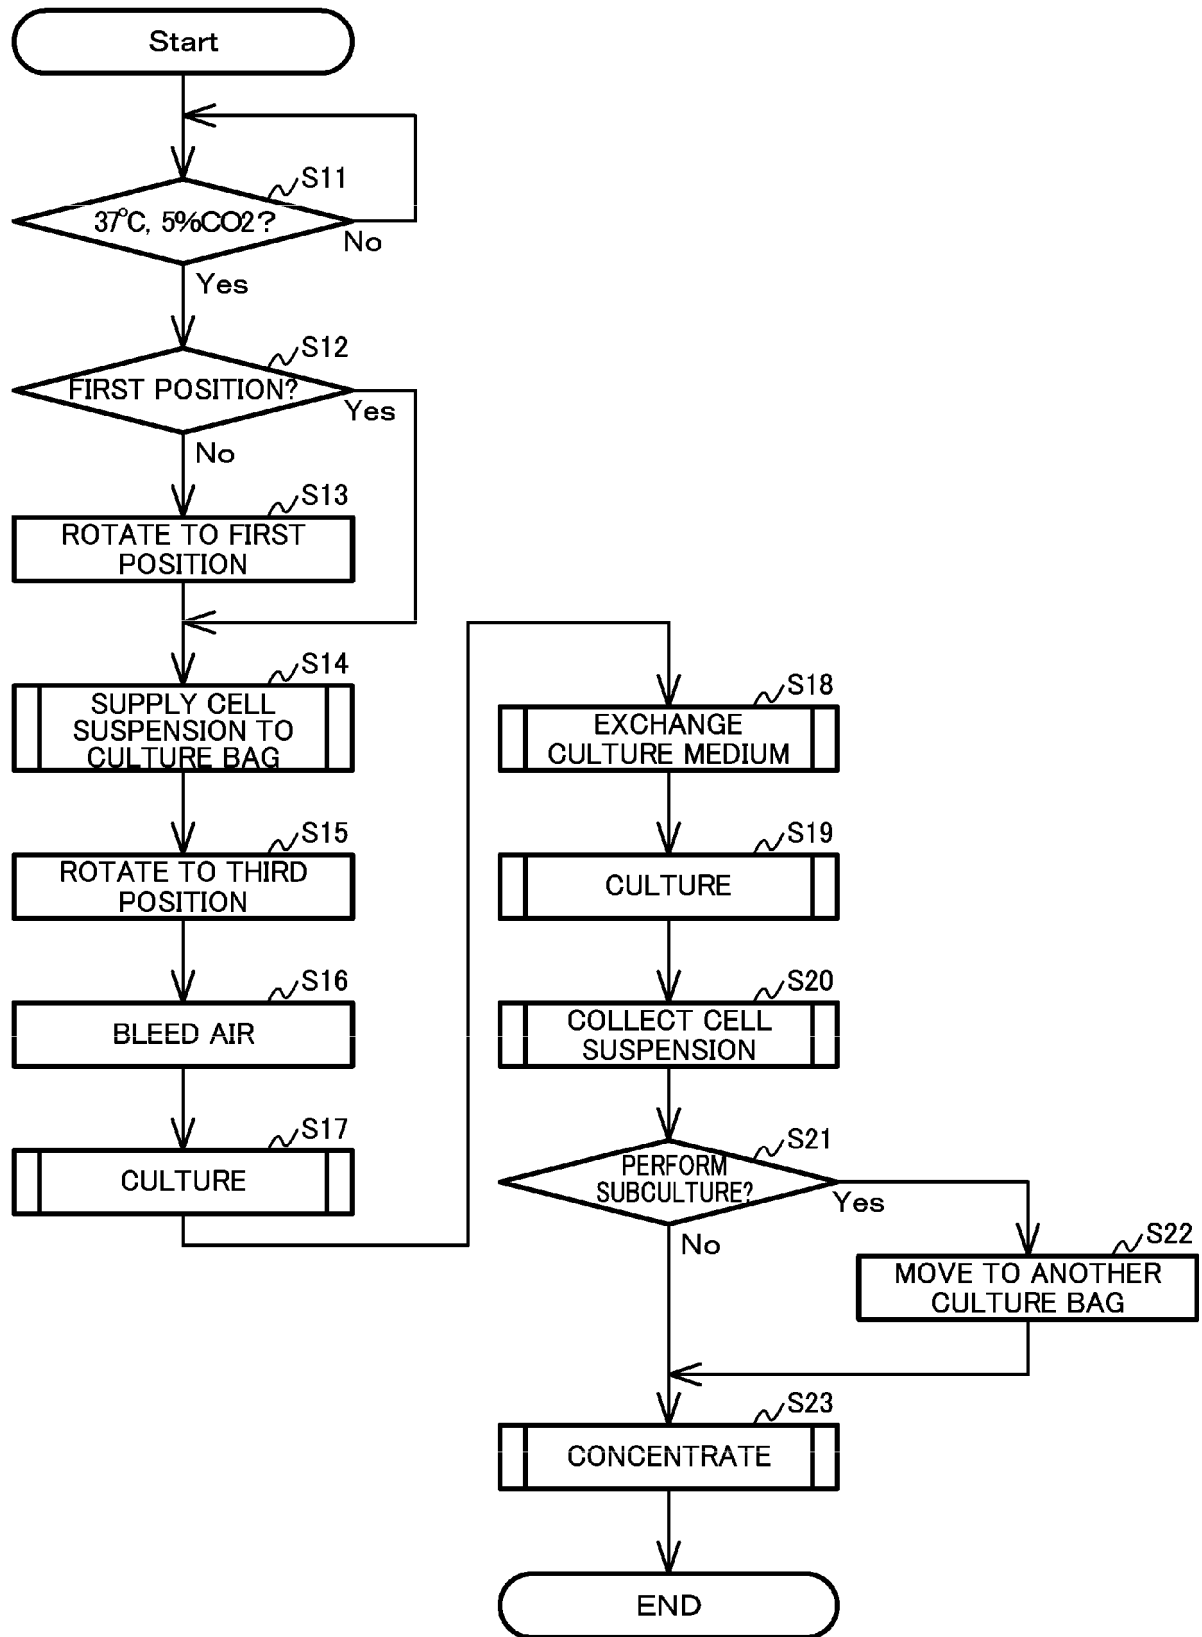 Start
S11
37°C, 5%CO2?
No
Yes
S12
FIRST POSITION?
Yes
No
S13
ROTATE TO FIRST
POSITION
S14
SUPPLY CELL
SUSPENSION TO
CULTURE BAG
S15
ROTATE TO THIRD
POSITION
S16
BLEED AIR
S17
CULTURE
S18
EXCHANGE
CULTURE MEDIUM
S19
CULTURE
S20
COLLECT CELL
SUSPENSION
S21
PERFORM
SUBCULTURE?
Yes
No
S22
MOVE TO ANOTHER
CULTURE BAG
S23
CONCENTRATE
END